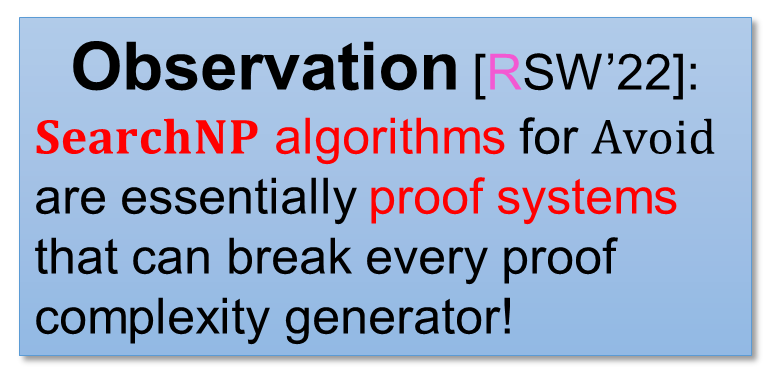 Observation [RSW’22]:
SearchNP algorithms for Avoid
are essentially proof systems
that can break every proof
complexity generator!